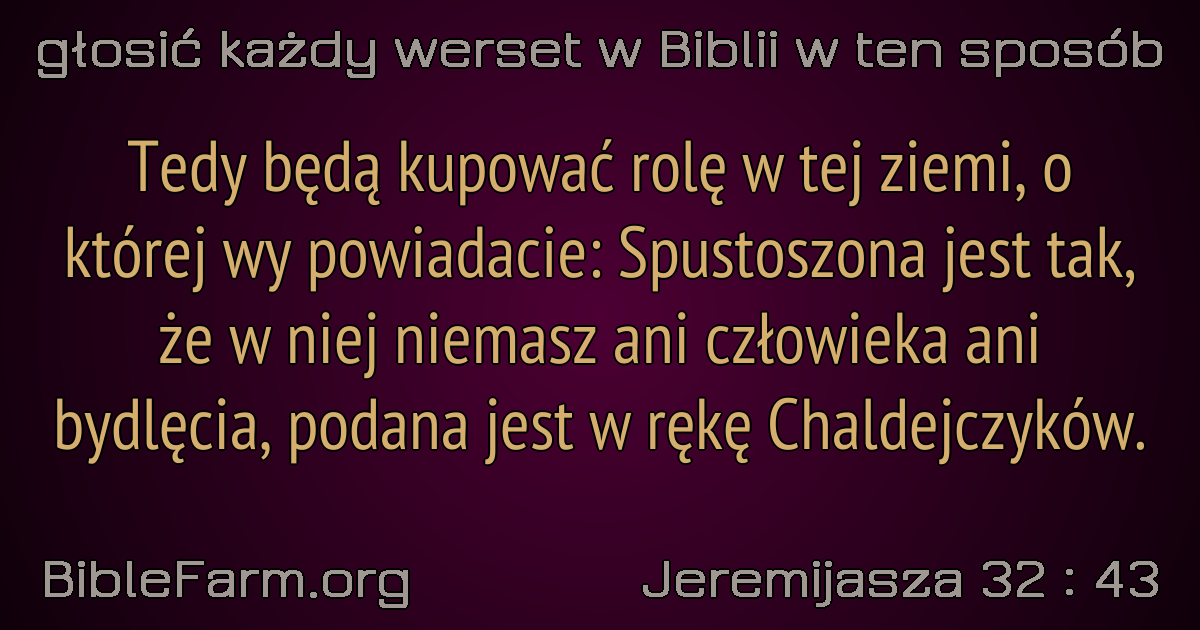 głosić każdy werset w Biblii w ten sposób
Tedy będą kupować rolę w tej ziemi, o
której wy powiadacie: Spustoszona jest tak,
że w niej niemasz ani człowieka ani
bydlęcia, podana jest w rękę Chaldejczyków.
BibleFarm.org
Jeremijasza 32 : 43